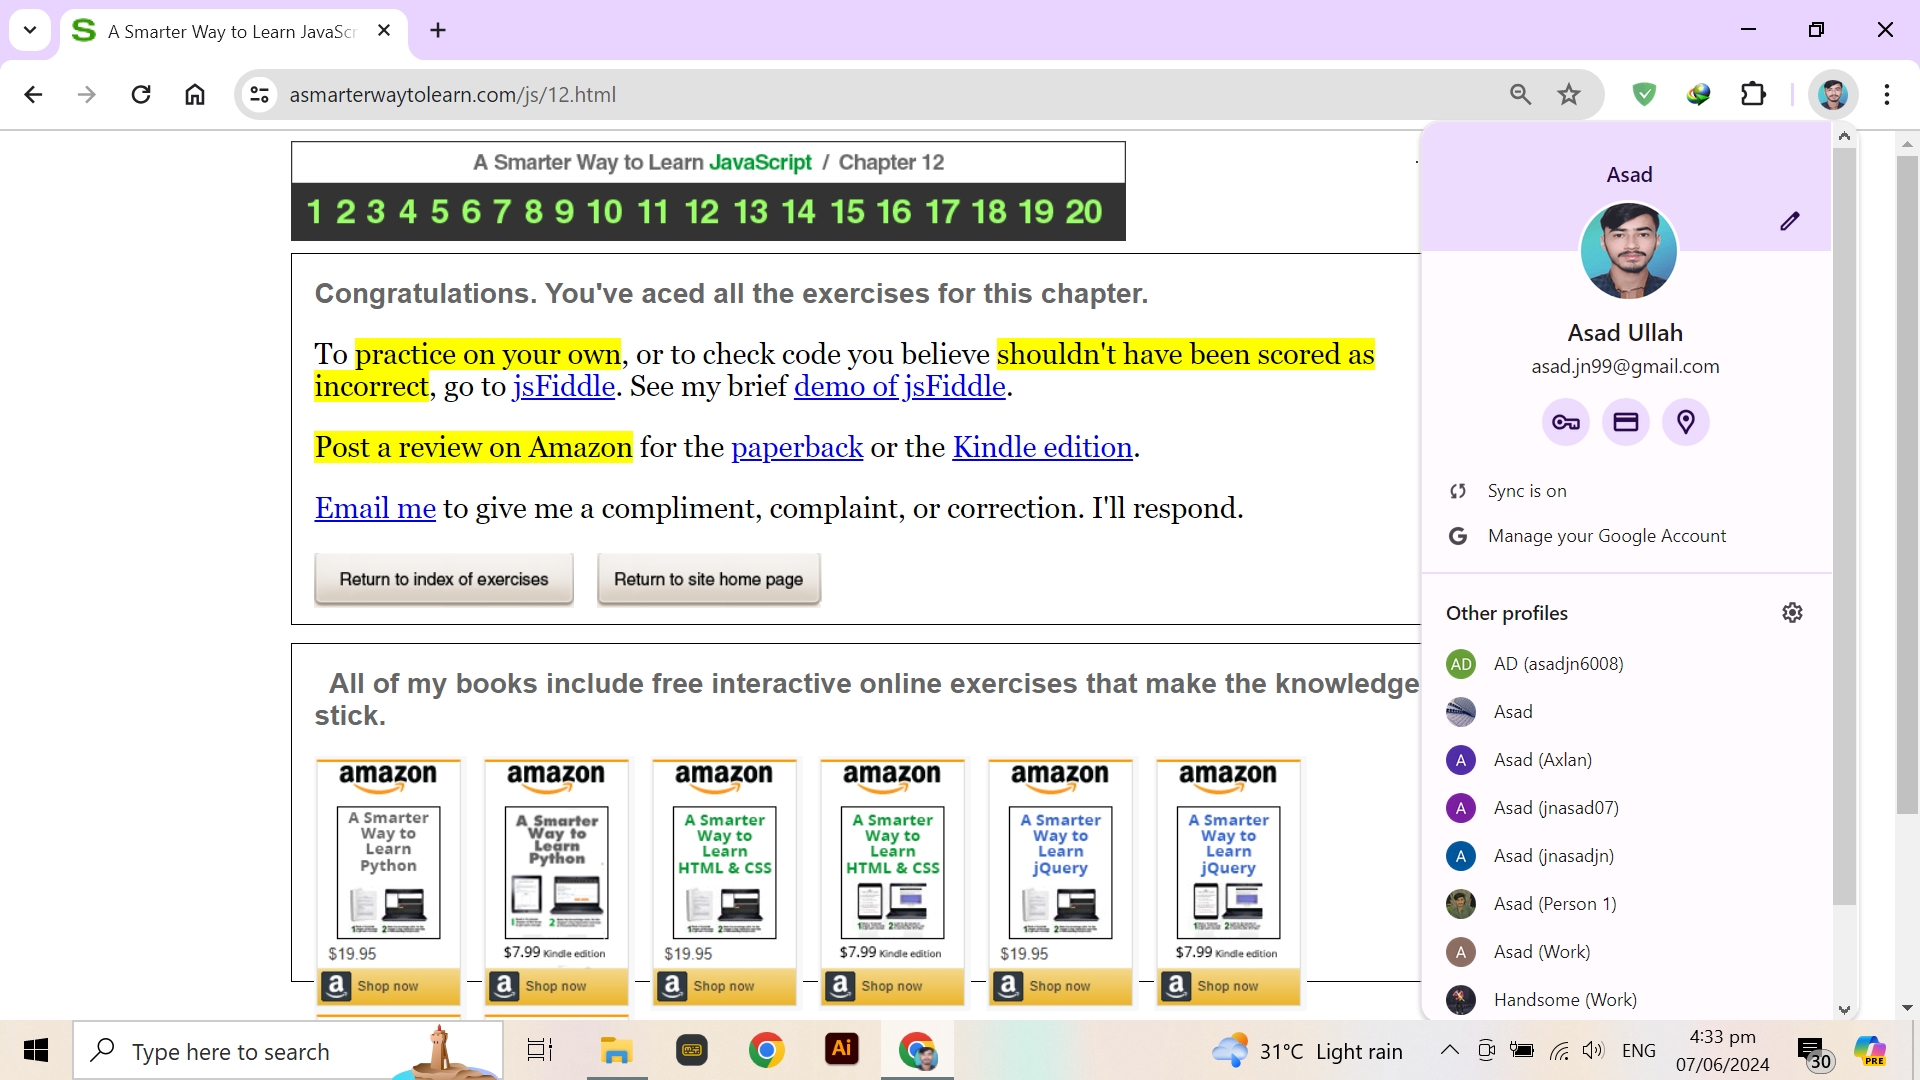 A Smarter Way to Learn JavaScr
asmarterwaytolearn.com/js/12.html
A Smarter Way to Learn JavaScript / Chapter 12
1 2 3 4 5 6 7 8 9 10 11 12 13 14 15 16 17 18 19 20
Congratulations. You've aced all the exercises for this chapter.
To practice on your own, or to check code you believe shouldn't have been scored as
incorrect, go to jsFiddle. See my brief demo of jsFiddle.
Post a review on Amazon for the paperback or the Kindle edition.
Email me to give me a compliment, complaint, or correction. I'll respond.
Return to index of exercises
Return to site home page
All of my books include free interactive online exercises that make the knowledge
stick.
amazon
A Smarter
Way to
Learn
Python
$19.95
Shop now
amazon
A Smarter
Way to
Learn
Python
$7.99 Kindle edition
Shop now
amazon
A Smarter
Way to
Learn
HTML & CSS
$19.95
Shop now
amazon
A Smarter
Way to
Learn
HTML & CSS
$7.99 Kindle edition
Shop now
amazon
A Smarter
Way to
Learn
jQuery
$19.95
Shop now
amazon
A Smarter
Way to
Learn
jQuery
$7.99 Kindle edition
Shop now
Asad
Asad Ullah
asad.jn99@gmail.com
Sync is on
Manage your Google Account
Other profiles
AD AD (asadjn6008)
Asad
A Asad (Axlan)
A Asad (jnasad07)
A Asad (jnasadjn)
Asad (Person 1)
A Asad (Work)
Handsome (Work)
Type here to search
Ai
31°C Light rain
ENG
4:33 pm
07/06/2024
30
PRE